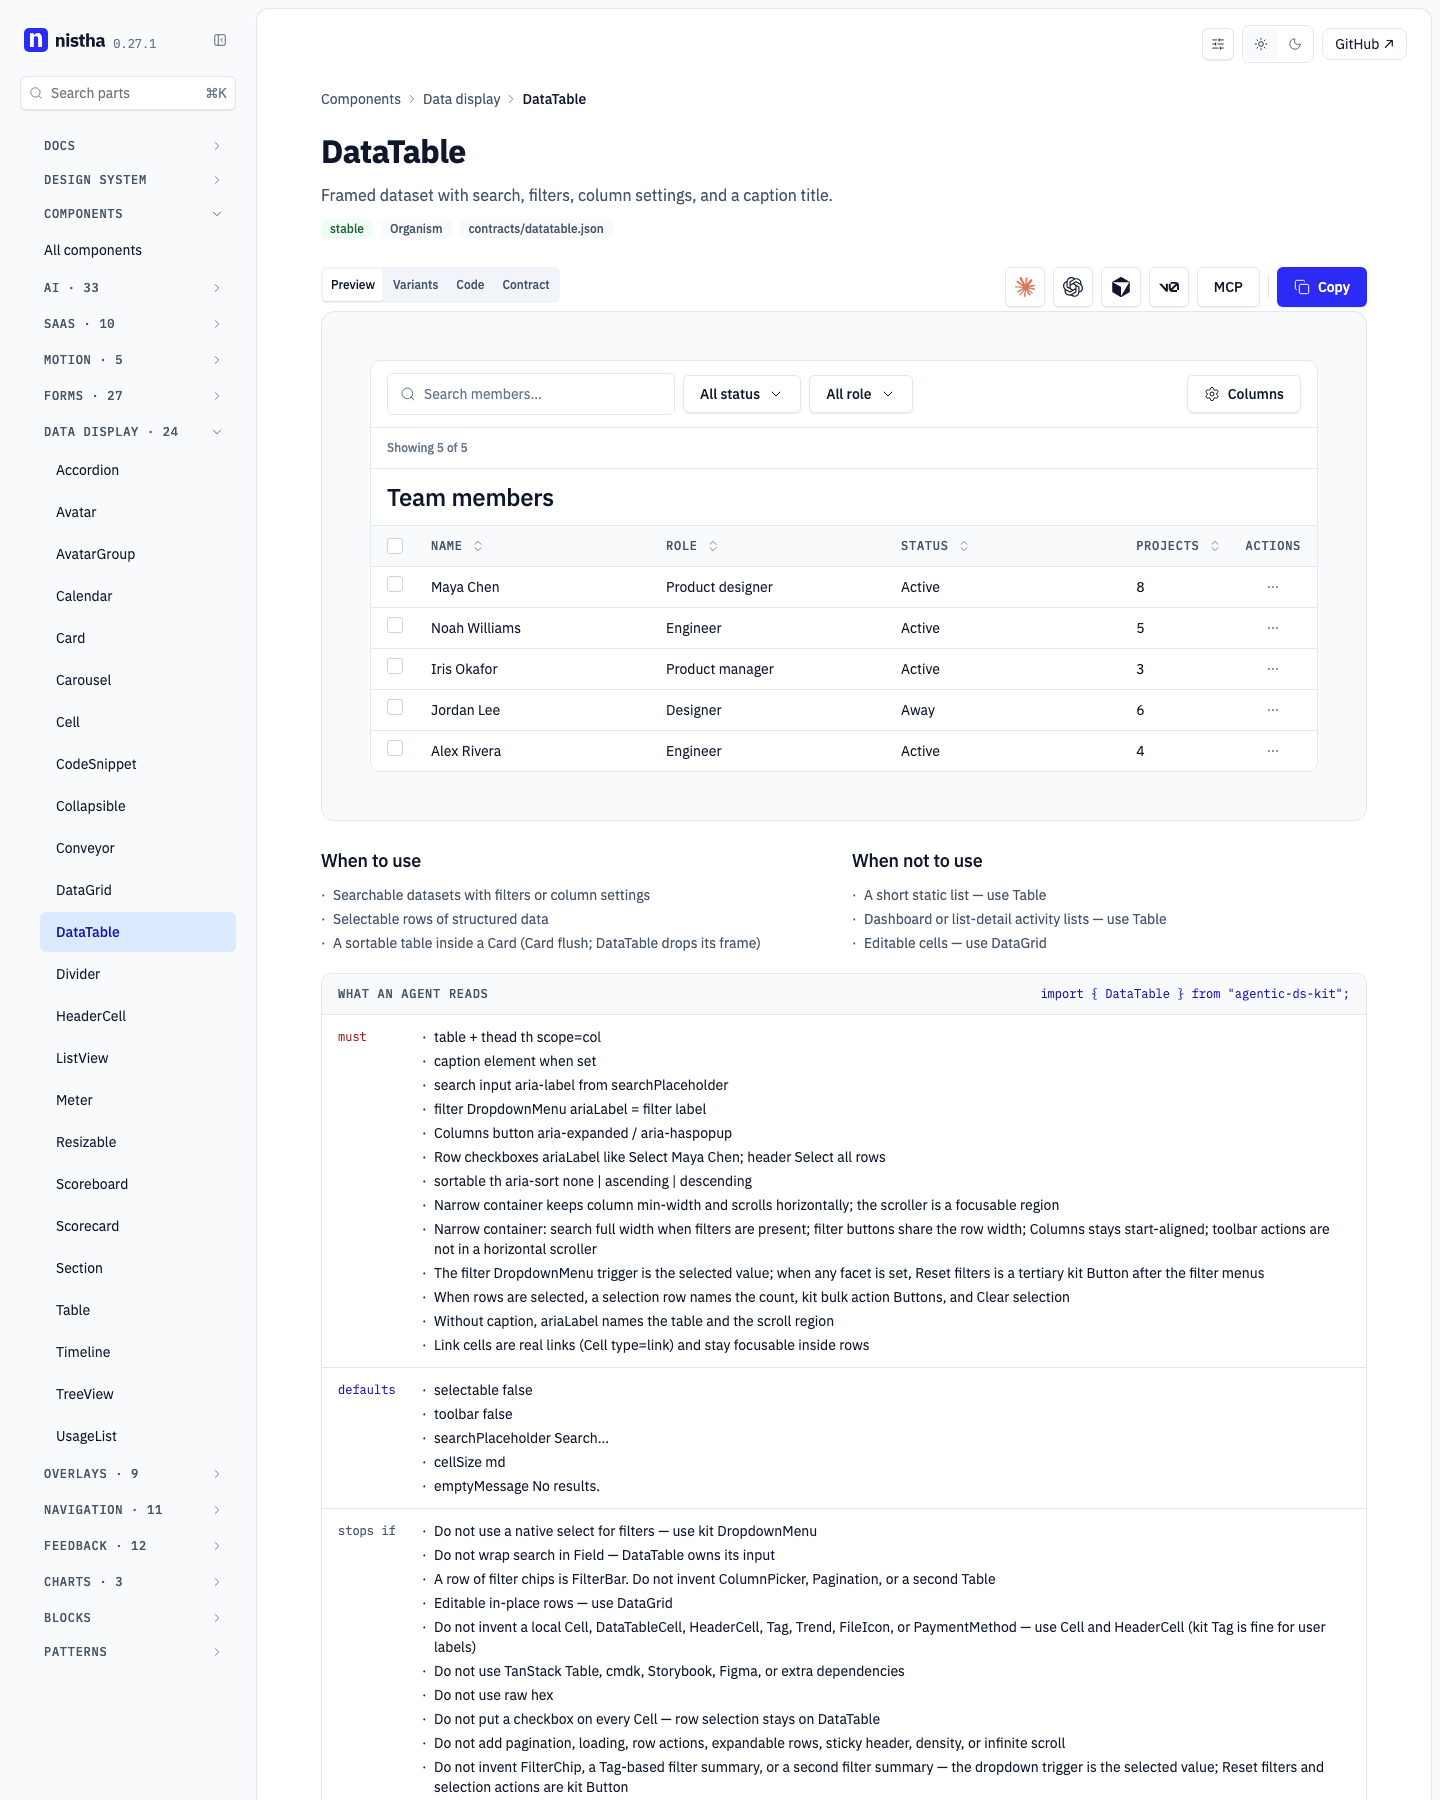 nistha 0.27.1
Search parts ⌘K
DOCS
DESIGN SYSTEM
COMPONENTS
All components
AI · 33
SAAS · 10
MOTION · 5
FORMS · 27
DATA DISPLAY · 24
Accordion
Avatar
AvatarGroup
Calendar
Card
Carousel
Cell
CodeSnippet
Collapsible
Conveyor
DataGrid
DataTable
Divider
HeaderCell
ListView
Meter
Resizable
Scoreboard
Scorecard
Section
Table
Timeline
TreeView
UsageList
OVERLAYS · 9
NAVIGATION · 11
FEEDBACK · 12
CHARTS · 3
BLOCKS
PATTERNS
GitHub ↗
Components > Data display > DataTable
DataTable
Framed dataset with search, filters, column settings, and a caption title.
stable Organism contracts/datatable.json
Preview Variants Code Contract
v0 MCP Copy
Search members... All status All role Columns
Showing 5 of 5
Team members
NAME ROLE STATUS PROJECTS ACTIONS
Maya Chen Product designer Active 8 ...
Noah Williams Engineer Active 5 ...
Iris Okafor Product manager Active 3 ...
Jordan Lee Designer Away 6 ...
Alex Rivera Engineer Active 4 ...
When to use
· Searchable datasets with filters or column settings
· Selectable rows of structured data
· A sortable table inside a Card (Card flush; DataTable drops its frame)
When not to use
· A short static list — use Table
· Dashboard or list-detail activity lists — use Table
· Editable cells — use DataGrid
WHAT AN AGENT READS import { DataTable } from "agentic-ds-kit";
must
· table + thead th scope=col
· caption element when set
· search input aria-label from searchPlaceholder
· filter DropdownMenu ariaLabel = filter label
· Columns button aria-expanded / aria-haspopup
· Row checkboxes ariaLabel like Select Maya Chen; header Select all rows
· sortable th aria-sort none | ascending | descending
· Narrow container keeps column min-width and scrolls horizontally; the scroller is a focusable region
· Narrow container: search full width when filters are present; filter buttons share the row width; Columns stays start-aligned; toolbar actions are
not in a horizontal scroller
· The filter DropdownMenu trigger is the selected value; when any facet is set, Reset filters is a tertiary kit Button after the filter menus
· When rows are selected, a selection row names the count, kit bulk action Buttons, and Clear selection
· Without caption, ariaLabel names the table and the scroll region
· Link cells are real links (Cell type=link) and stay focusable inside rows
defaults
· selectable false
· toolbar false
· searchPlaceholder Search...
· cellSize md
· emptyMessage No results.
stops if
· Do not use a native select for filters — use kit DropdownMenu
· Do not wrap search in Field — DataTable owns its input
· A row of filter chips is FilterBar. Do not invent ColumnPicker, Pagination, or a second Table
· Editable in-place rows — use DataGrid
· Do not invent a local Cell, DataTableCell, HeaderCell, Tag, Trend, FileIcon, or PaymentMethod — use Cell and HeaderCell (kit Tag is fine for user
labels)
· Do not use TanStack Table, cmdk, Storybook, Figma, or extra dependencies
· Do not use raw hex
· Do not put a checkbox on every Cell — row selection stays on DataTable
· Do not add pagination, loading, row actions, expandable rows, sticky header, density, or infinite scroll
· Do not invent FilterChip, a Tag-based filter summary, or a second filter summary — the dropdown trigger is the selected value; Reset filters and
selection actions are kit Button